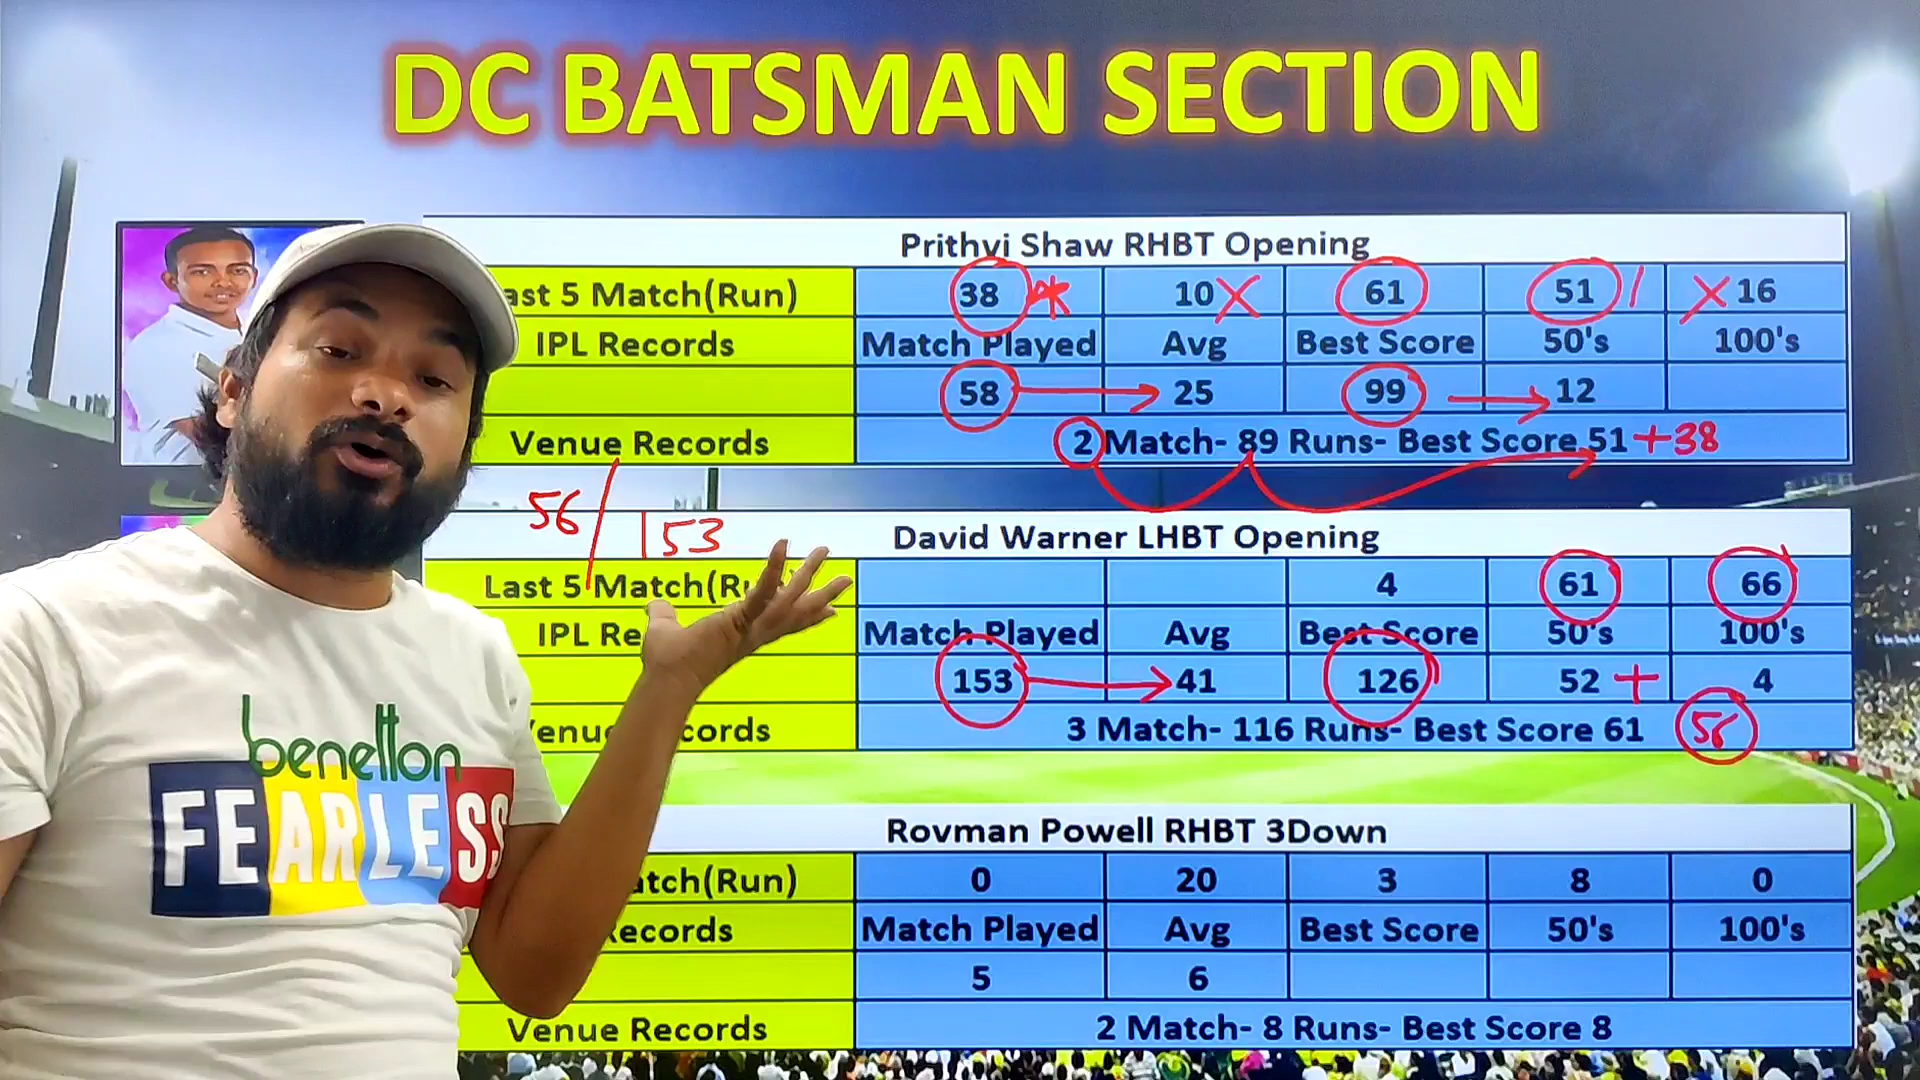 DC BATSMAN SECTION
Prithvi Shaw RHBT Opening
ast 5 Match(Run) 38 * 10 X 61 51 / X 16
IPL Records Match Played Avg Best Score 50's 100's
58 25 99 12
Venue Records 2 Match- 89 Runs- Best Score 51 +38
56 / 153
David Warner LHBT Opening
Last 5 Match(Ru 4 61 66
IPL Re Match Played Avg Best Score 50's 100's
153 41 126 52 + 4
Venue cords 3 Match- 116 Runs- Best Score 61 56
Rovman Powell RHBT 3Down
atch(Run) 0 20 3 8 0
Records Match Played Avg Best Score 50's 100's
5 6
Venue Records 2 Match- 8 Runs- Best Score 8
benetton
FEARLESS